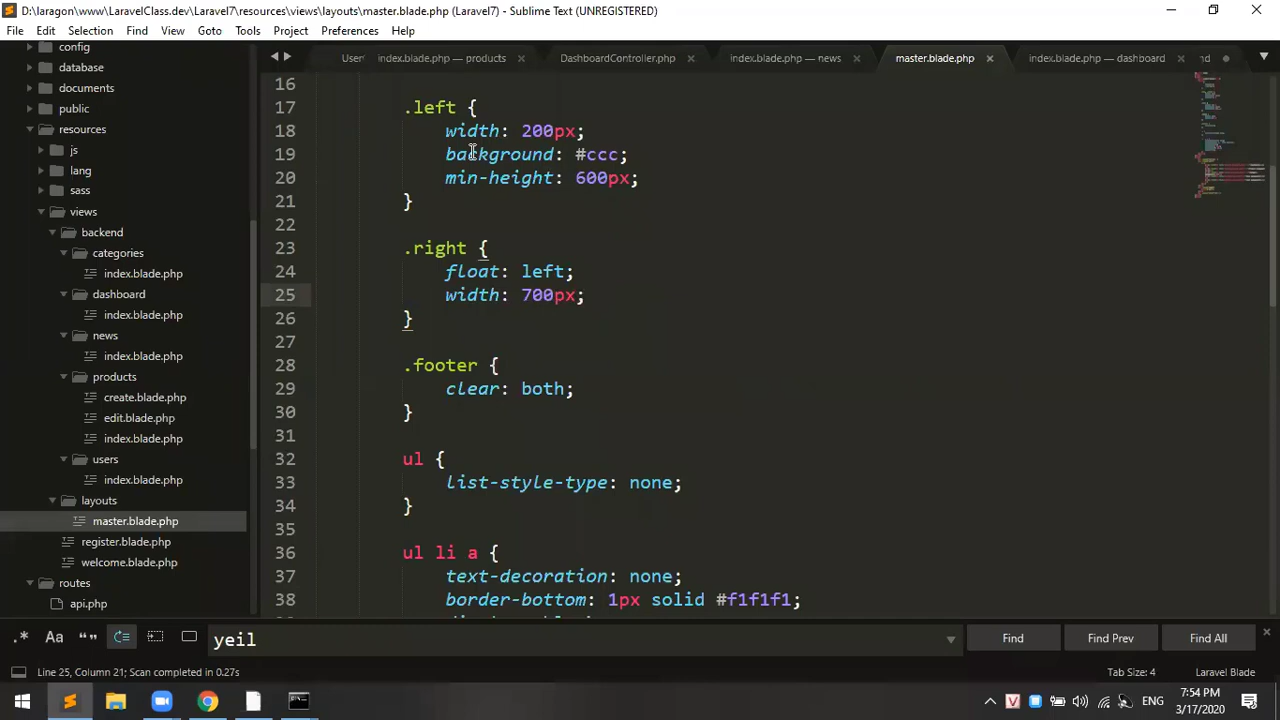 D:\laragon\www\LaravelClass.dev\Laravel7\resources\views\layouts\master.blade.php (Laravel7) - Sublime Text (UNREGISTERED)
File Edit Selection Find View Goto Tools Project Preferences Help
User index.blade.php — products DashboardController.php index.blade.php — news master.blade.php index.blade.php — dashboard nd
config
database
documents
public
resources
js
lang
sass
views
backend
categories
index.blade.php
dashboard
index.blade.php
news
index.blade.php
products
create.blade.php
edit.blade.php
index.blade.php
users
index.blade.php
layouts
master.blade.php
register.blade.php
welcome.blade.php
routes
api.php
16
17 .left {
18 width: 200px;
19 background: #ccc;
20 min-height: 600px;
21 }
22
23 .right {
24 float: left;
25 width: 700px;
26 }
27
28 .footer {
29 clear: both;
30 }
31
32 ul {
33 list-style-type: none;
34 }
35
36 ul li a {
37 text-decoration: none;
38 border-bottom: 1px solid #f1f1f1;
.* Aa “” yeil Find Find Prev Find All
Line 25, Column 21; Scan completed in 0.27s Tab Size: 4 Laravel Blade
V ENG 7:54 PM
3/17/2020